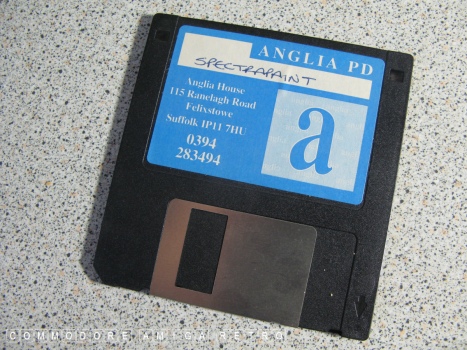 ANGLIA PD
SPECTRAPAINT
Anglia House
115 Ranelagh Road
Felixstowe
Suffolk IP11 7HU
0394
283494
a
COMMODORE AMIGA RETRO